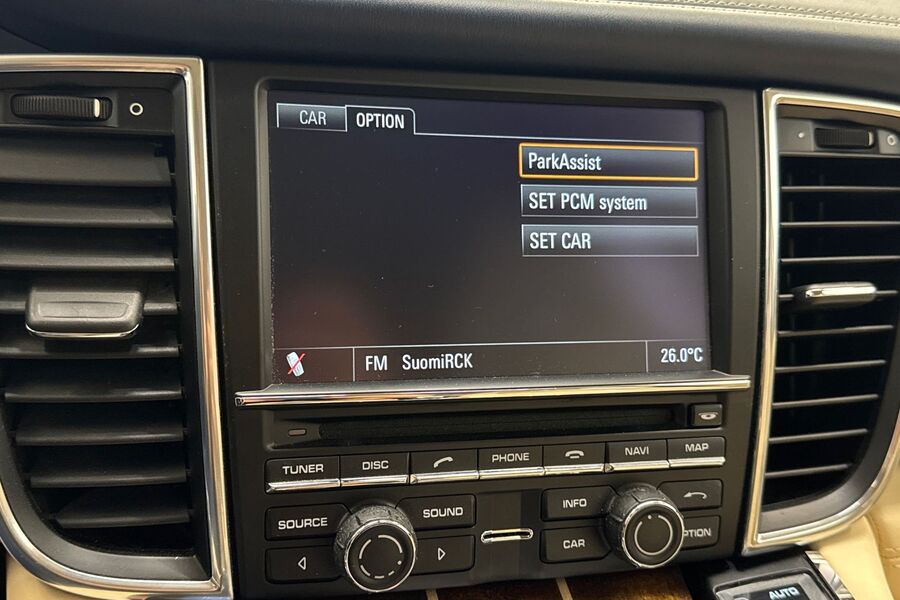 CAR OPTION
ParkAssist
SET PCM system
SET CAR
FM SuomiRCK 26.0°C
TUNER DISC PHONE NAVI MAP
SOURCE SOUND INFO
CAR PTION
AUTO